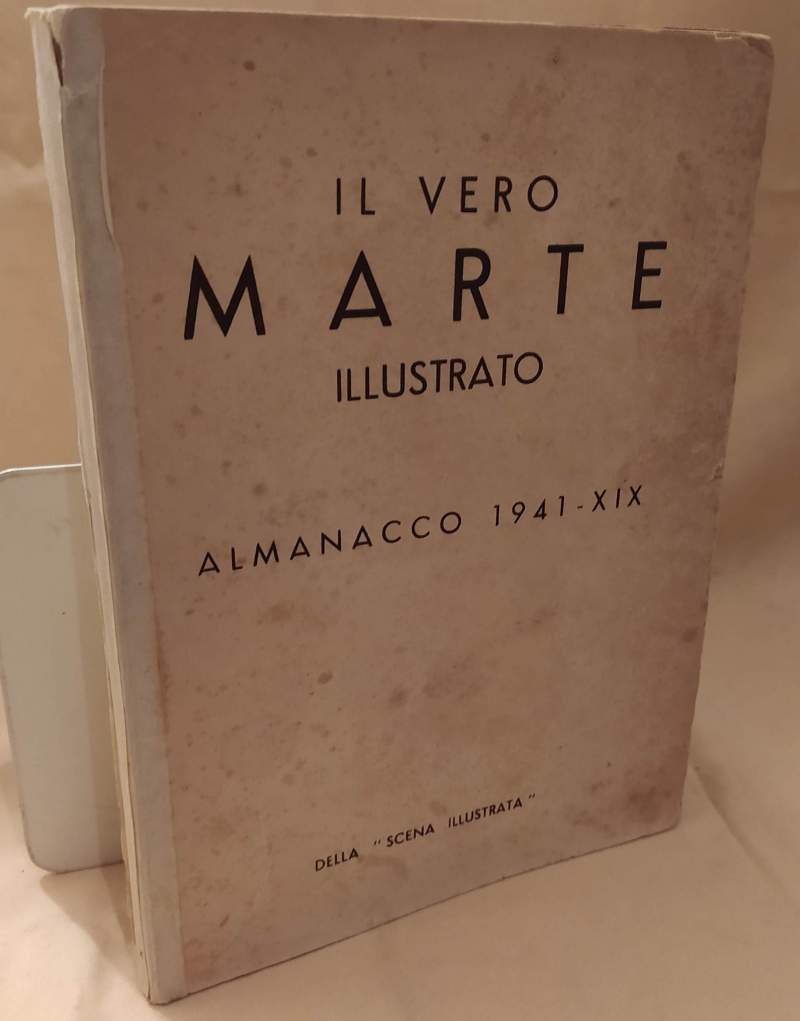 IL VERO
MARTE
ILLUSTRATO
ALMANACCO 1941-XIX
DELLA "SCENA ILLUSTRATA"